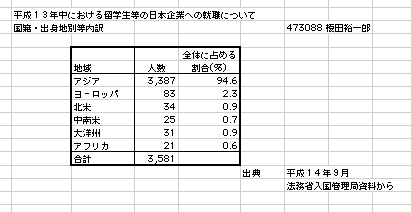 平成13年中における留学生等の日本企業への就職について
国籍・出身地別等内訳 473088 榎田裕一郎
全体に占める
地域 人数 割合(%)
アジア 3,387 94.6
ヨーロッパ 83 2.3
北米 34 0.9
中南米 25 0.7
大洋州 31 0.9
アフリカ 21 0.6
合計 3,581
出典 平成14年9月
法務省入国管理局資料から